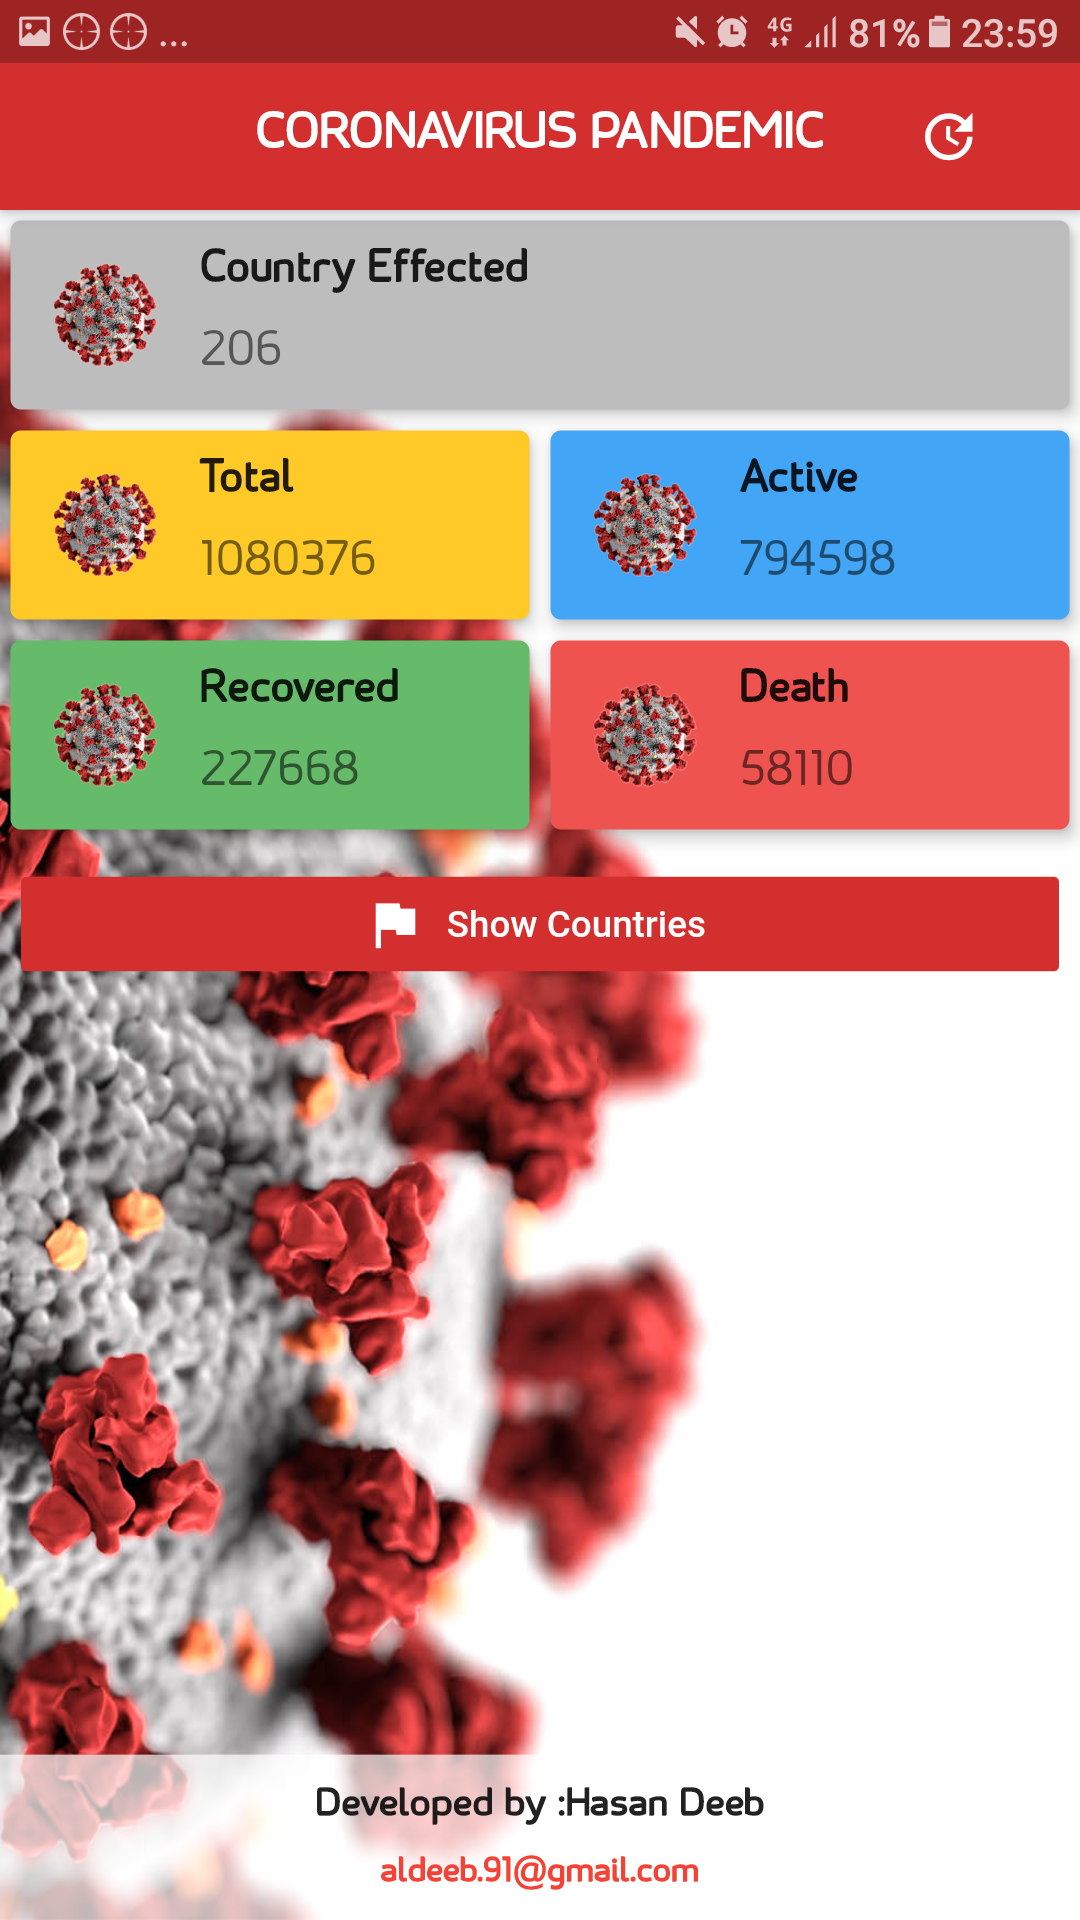 ... 4G 81% 23:59
CORONAVIRUS PANDEMIC
Country Effected
206
Total
1080376
Active
794598
Recovered
227668
Death
58110
Show Countries
Developed by :Hasan Deeb
aldeeb.91@gmail.com